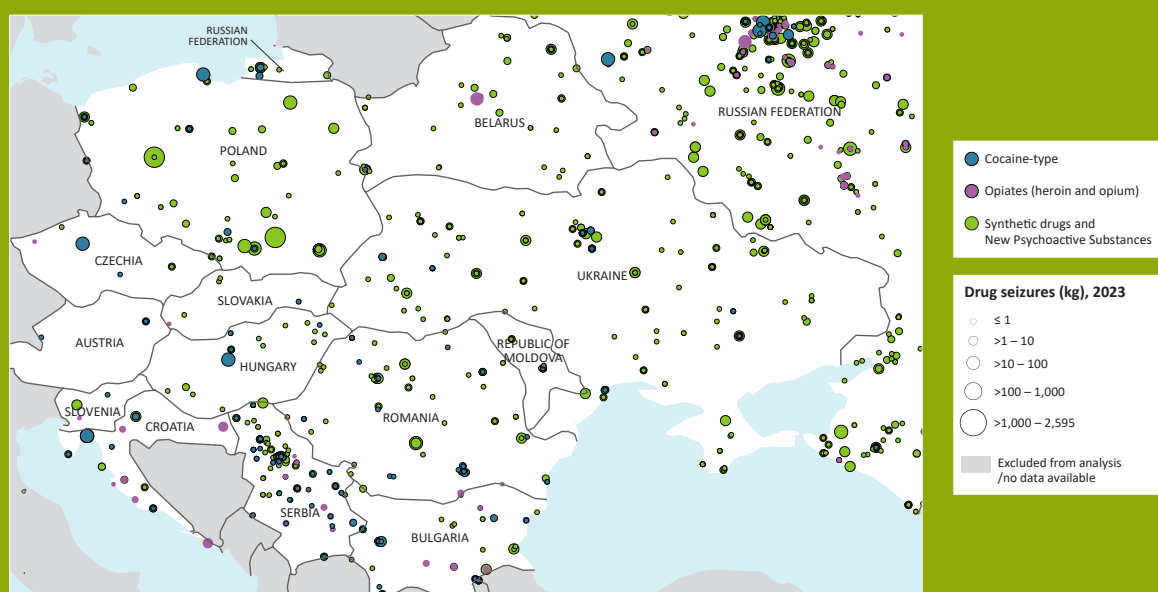 RUSSIAN
FEDERATION
BELARUS
RUSSIAN FEDERATION
POLAND
CZECHIA
UKRAINE
SLOVAKIA
AUSTRIA
REPUBLIC OF
MOLDOVA
HUNGARY
SLOVENIA
CROATIA
ROMANIA
SERBIA
BULGARIA
Cocaine-type
Opiates (heroin and opium)
Synthetic drugs and
New Psychoactive Substances
Drug seizures (kg), 2023
≤ 1
>1 – 10
>10 – 100
>100 – 1,000
>1,000 – 2,595
Excluded from analysis
/no data available